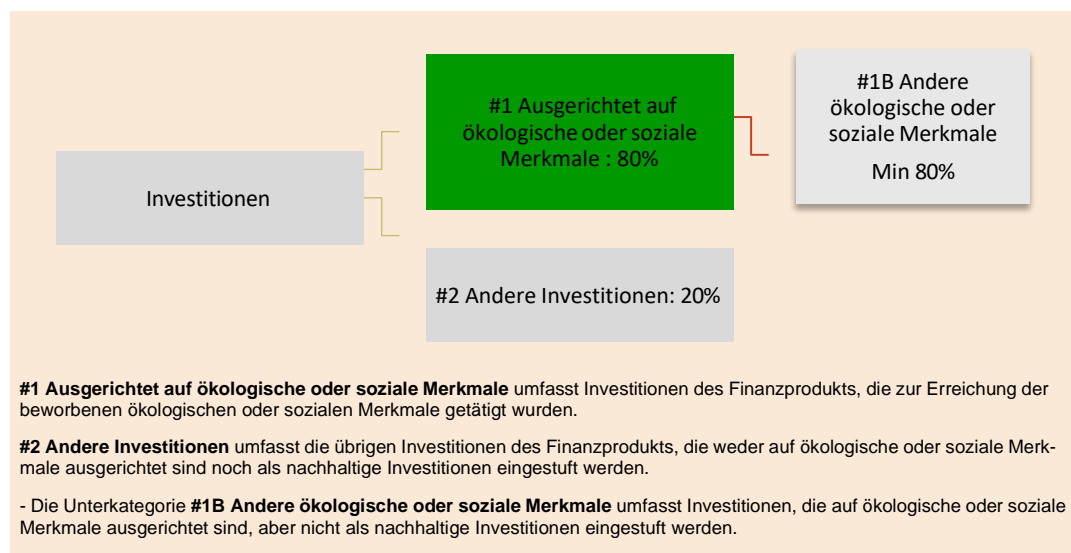 #1 Ausgerichtet auf
ökologische oder soziale
Merkmale : 80%
#1B Andere
ökologische oder
soziale Merkmale
Min 80%
Investitionen
#2 Andere Investitionen: 20%
#1 Ausgerichtet auf ökologische oder soziale Merkmale umfasst Investitionen des Finanzprodukts, die zur Erreichung der
beworbenen ökologischen oder sozialen Merkmale getätigt wurden.
#2 Andere Investitionen umfasst die übrigen Investitionen des Finanzprodukts, die weder auf ökologische oder soziale Merk-
male ausgerichtet sind noch als nachhaltige Investitionen eingestuft werden.
- Die Unterkategorie #1B Andere ökologische oder soziale Merkmale umfasst Investitionen, die auf ökologische oder soziale
Merkmale ausgerichtet sind, aber nicht als nachhaltige Investitionen eingestuft werden.